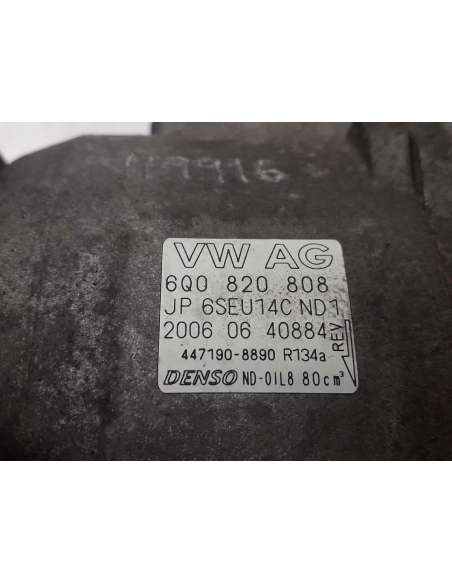 119916
VW AG
6Q0 820 808
JP 6SEU14C ND1
2006 06 40884
REV
447190-8890 R134a
DENSO ND-OIL8 80cm³